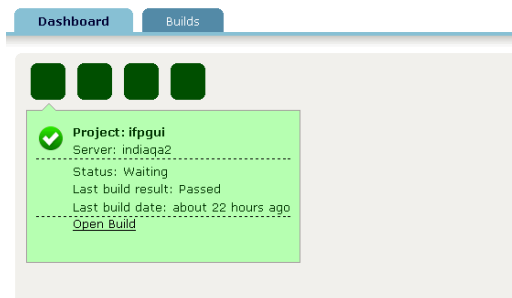 Dashboard Builds
Project: ifpgui
Server: indiaqa2
Status: Waiting
Last build result: Passed
Last build date: about 22 hours ago
Open Build